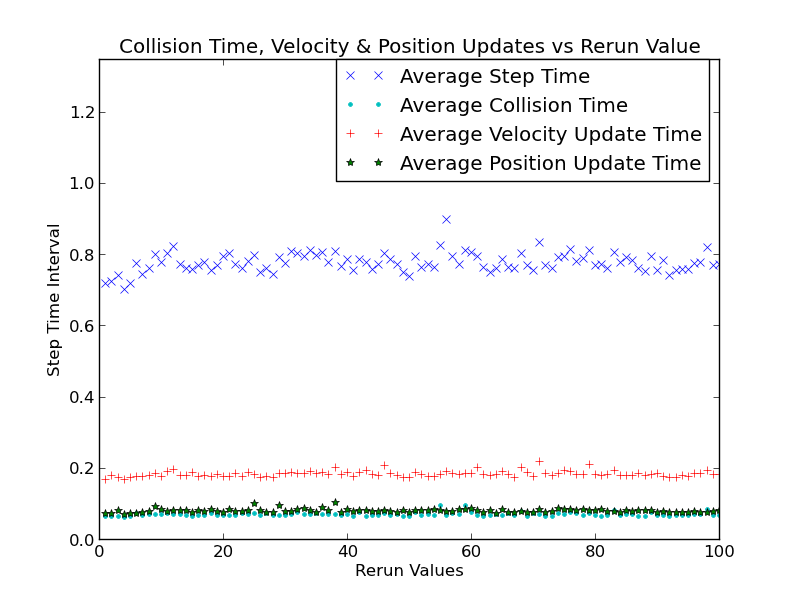 Collision Time, Velocity & Position Updates vs Rerun Value
Average Step Time
Average Collision Time
Average Velocity Update Time
Average Position Update Time
Step Time Interval
1.2
1.0
0.8
0.6
0.4
0.2
0.0
0 20 40 60 80 100
Rerun Values